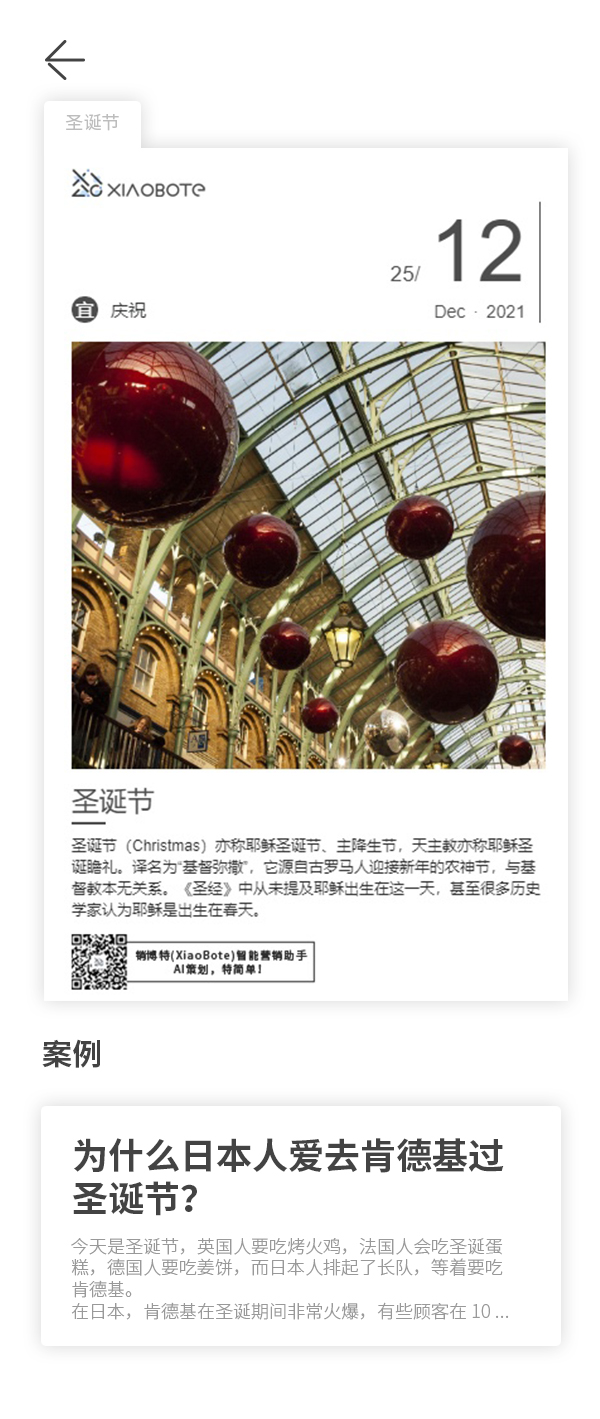 圣诞节
XIAOBOTE
25/ 12
宜 庆祝
Dec · 2021
圣诞节
圣诞节（Christmas）亦称耶稣圣诞节、主降生节，天主教亦称耶稣圣
诞瞻礼。译名为“基督弥撒”，它源自古罗马人迎接新年的农神节，与基
督教本无关系。《圣经》中从未提及耶稣出生在这一天，甚至很多历史
学家认为耶稣是出生在春天。
销博特(XiaoBote)智能营销助手
AI策划，特简单！
案例
为什么日本人爱去肯德基过
圣诞节？
今天是圣诞节，英国人要吃烤火鸡，法国人会吃圣诞蛋
糕，德国人要吃姜饼，而日本人排起了长队，等着要吃
肯德基。
在日本，肯德基在圣诞期间非常火爆，有些顾客在 10 ...